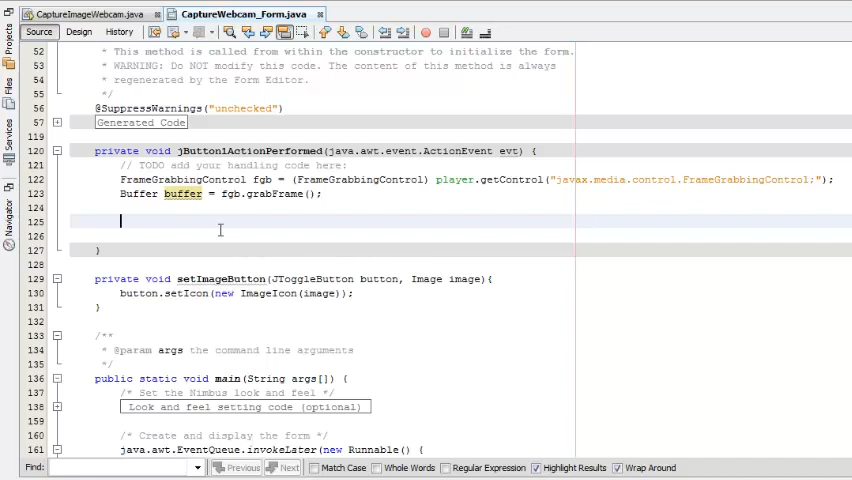 CaptureImageWebcam.java
CaptureWebcam_Form.java
Source Design History
Projects
Files
Services
Navigator
52 * This method is called from within the constructor to initialize the form.
53 * WARNING: Do NOT modify this code. The content of this method is always
54 * regenerated by the Form Editor.
55 */
56 @SuppressWarnings("unchecked")
57 Generated Code
119
120 private void jButton1ActionPerformed(java.awt.event.ActionEvent evt) {
121 // TODO add your handling code here:
122 FrameGrabbingControl fgb = (FrameGrabbingControl) player.getControl("javax.media.control.FrameGrabbingControl;");
123 Buffer buffer = fgb.grabFrame();
124
125
126
127 }
128
129 private void setImageButton(JToggleButton button, Image image){
130 button.setIcon(new ImageIcon(image));
131 }
132
133 /**
134 * @param args the command line arguments
135 */
136 public static void main(String args[]) {
137 /* Set the Nimbus look and feel */
138 Look and feel setting code (optional)
159
160 /* Create and display the form */
161 java.awt.EventQueue.invokeLater(new Runnable() {
Find: Previous Next Match Case Whole Words Regular Expression Highlight Results Wrap Around